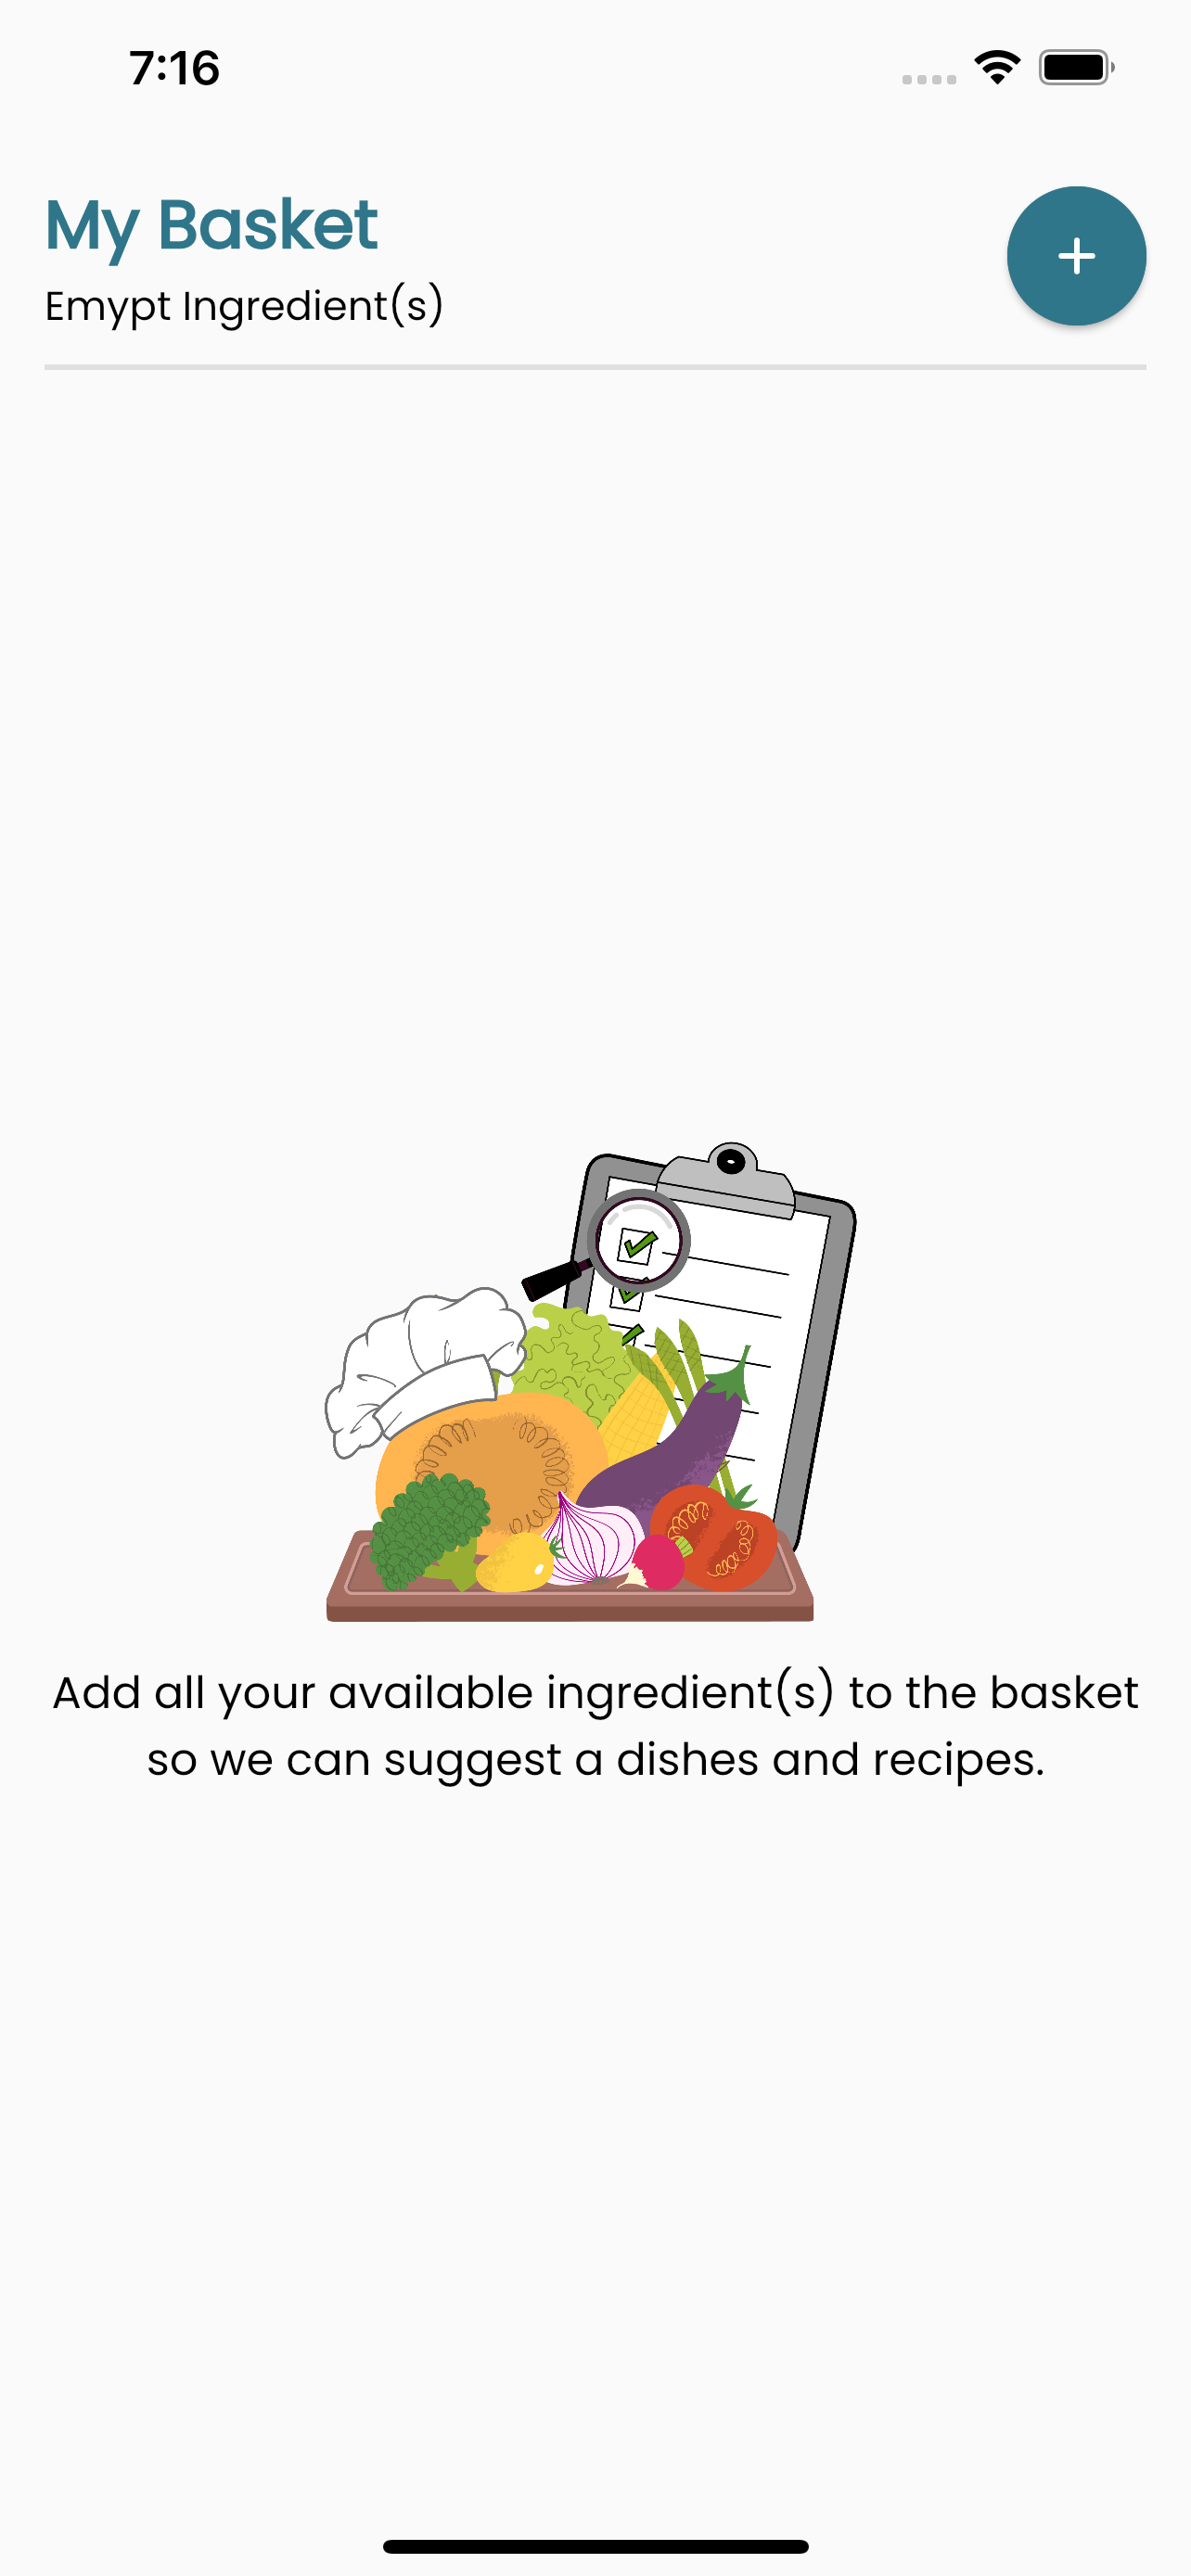 7:16
My Basket
Emypt Ingredient(s)
Add all your available ingredient(s) to the basket
so we can suggest a dishes and recipes.